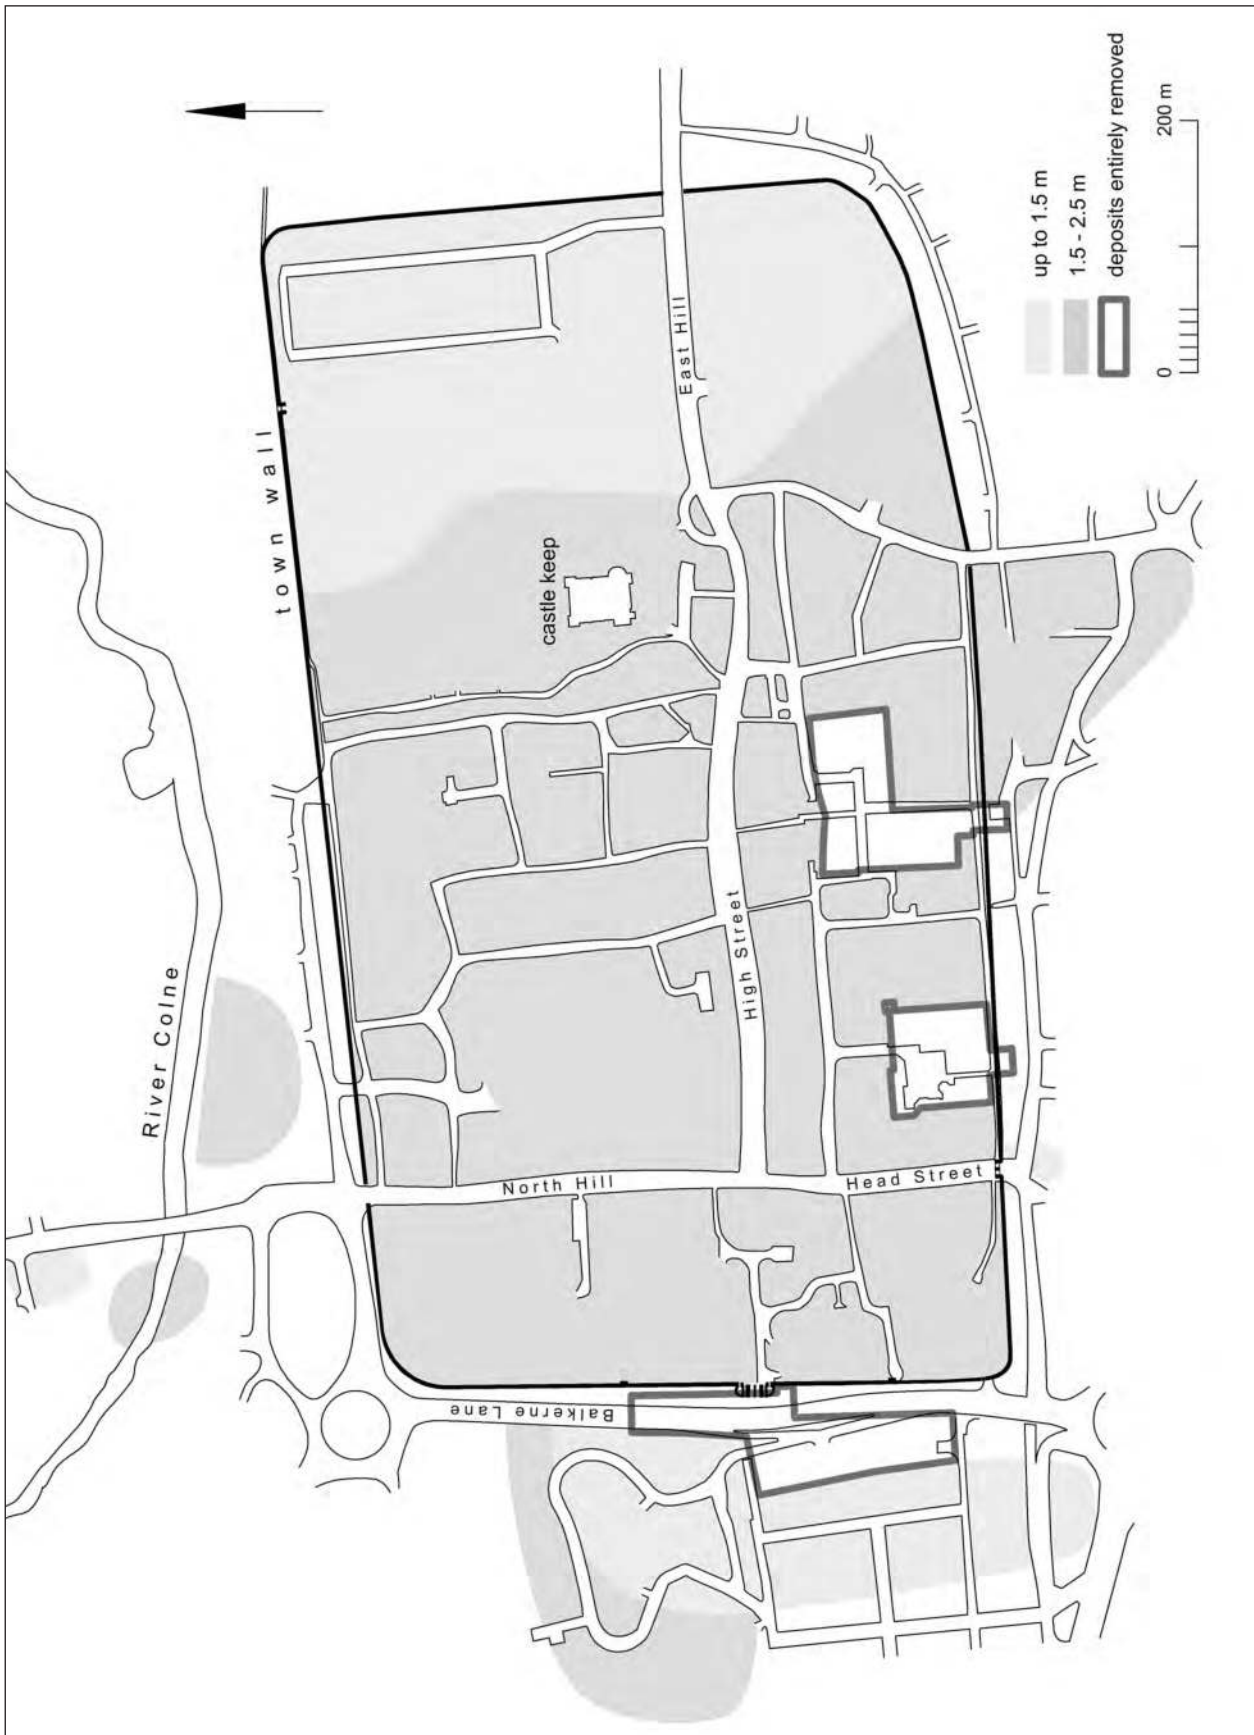 River Colne
town wall
castle keep
East Hill
High Street
North Hill
Head Street
Balkerne Lane
up to 1.5 m
1.5 - 2.5 m
deposits entirely removed
0
200 m